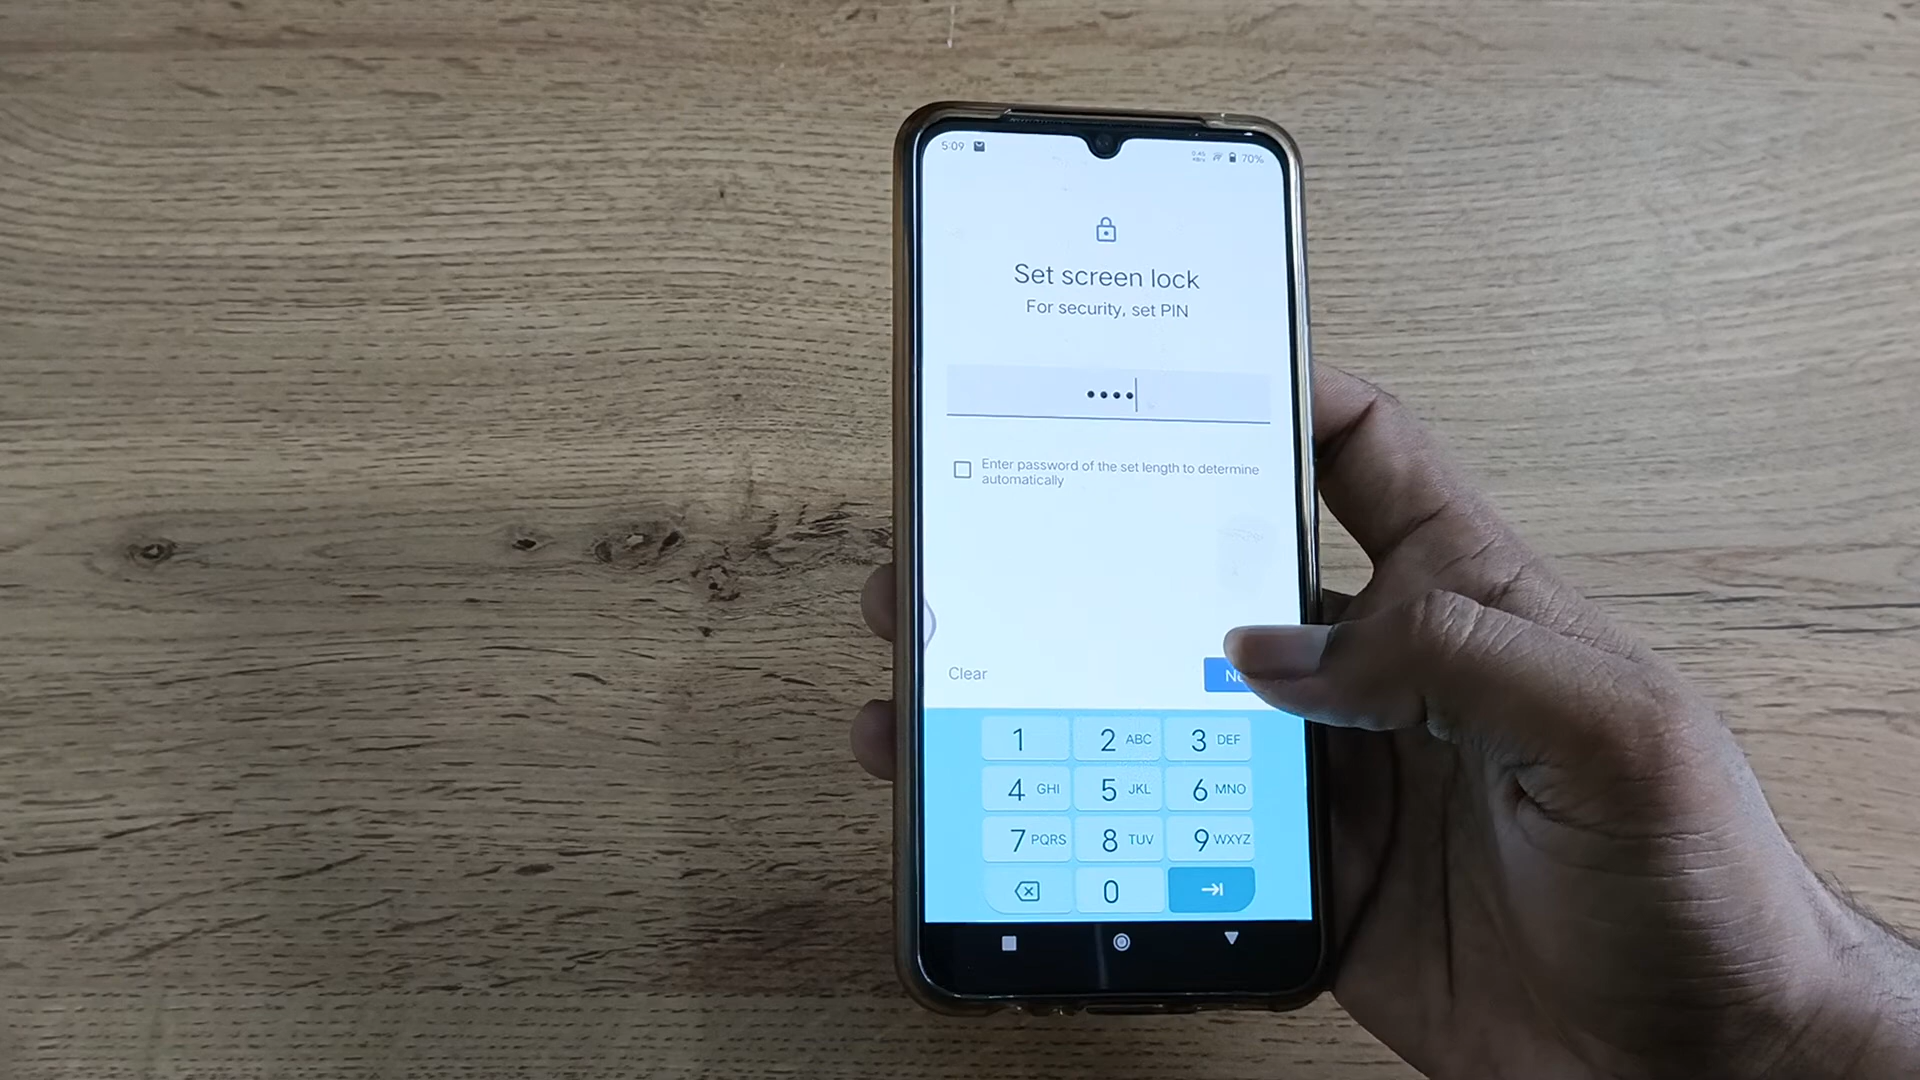 5:09
70%
Set screen lock
For security, set PIN
••••
Enter password of the set length to determine
automatically
Clear
1 2 ABC 3 DEF
4 GHI 5 JKL 6 MNO
7 PQRS 8 TUV 9 WXYZ
0